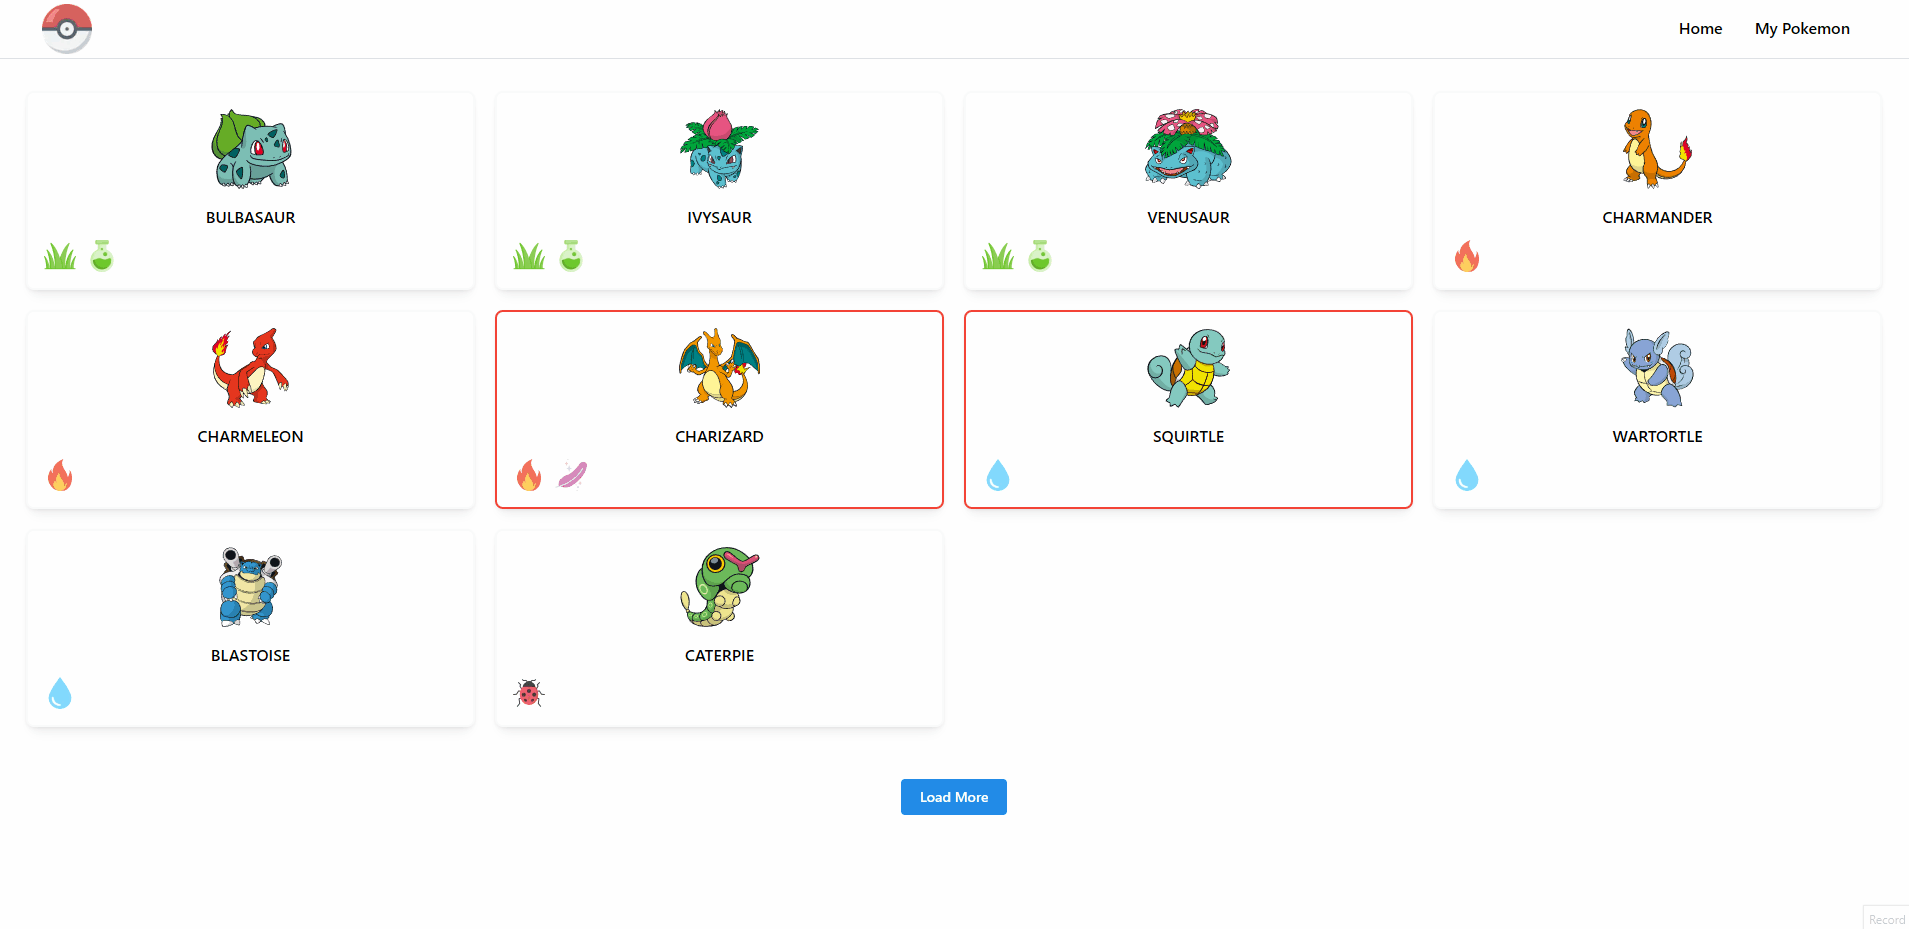 Home My Pokemon
BULBASAUR IVYSAUR VENUSAUR CHARMANDER
CHARMELEON CHARIZARD SQUIRTLE WARTORTLE
BLASTOISE CATERPIE
Load More
Record